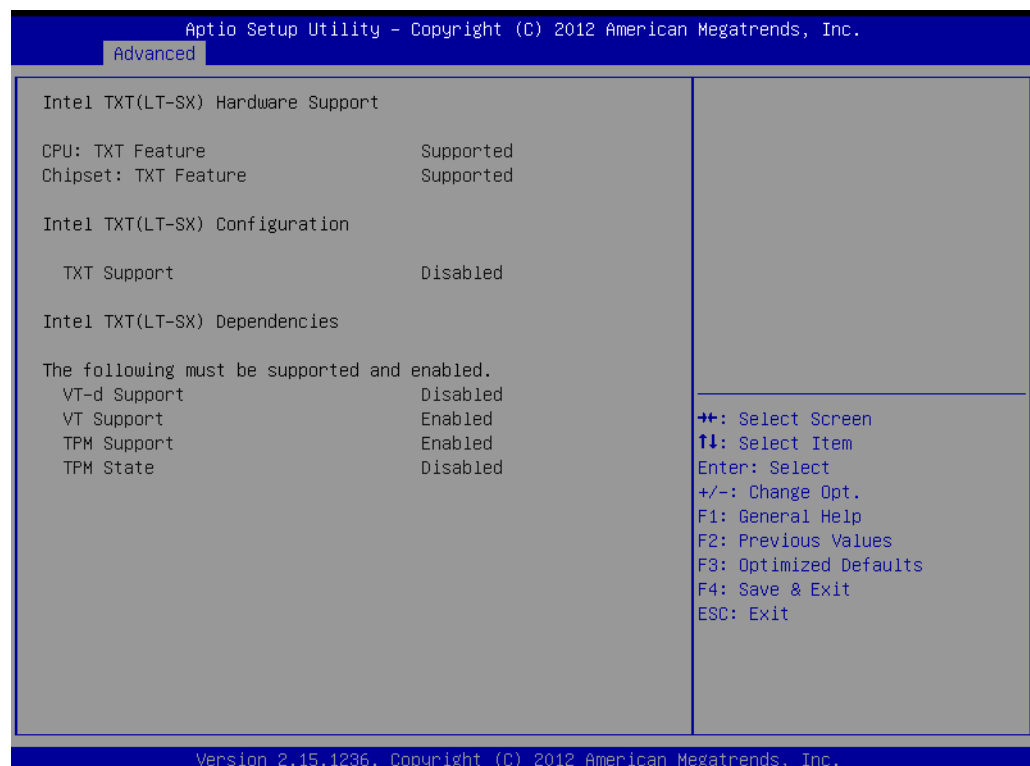 Aptio Setup Utility – Copyright (C) 2012 American Megatrends, Inc.
Advanced
Intel TXT(LT-SX) Hardware Support
CPU: TXT Feature Supported
Chipset: TXT Feature Supported
Intel TXT(LT-SX) Configuration
TXT Support Disabled
Intel TXT(LT-SX) Dependencies
The following must be supported and enabled.
VT-d Support Disabled
VT Support Enabled
TPM Support Enabled
TPM State Disabled
→←: Select Screen
↑↓: Select Item
Enter: Select
+/-: Change Opt.
F1: General Help
F2: Previous Values
F3: Optimized Defaults
F4: Save & Exit
ESC: Exit
Version 2.15.1236. Copyright (C) 2012 American Megatrends, Inc.